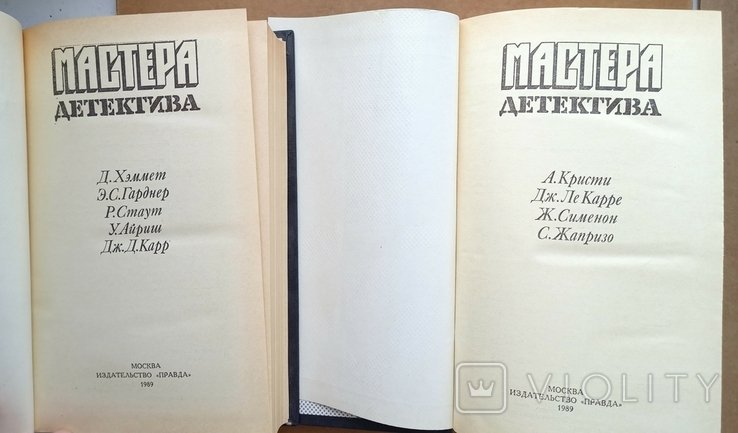 МАСТЕРА
ДЕТЕКТИВА
Д.Хэммет
Э.С.Гарднер
Р.Стаут
У.Айриш
Дж.Д.Карр
МОСКВА
ИЗДАТЕЛЬСТВО «ПРАВДА»
1989
МАСТЕРА
ДЕТЕКТИВА
А.Кристи
Дж.Ле Карре
Ж.Сименон
С.Жапризо
МОСКВА
ИЗДАТЕЛЬСТВО «ПРАВДА»
1989
VIOLITY